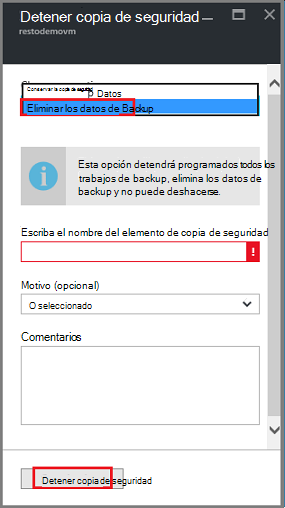 Detener copia de seguridad
restodemovm
Conservar la copia de seguridad
Datos
Eliminar los datos de Backup
Esta opción detendrá programados todos los
trabajos de backup, elimina los datos de
backup y no puede deshacerse.
Escriba el nombre del elemento de copia de seguridad
!
Motivo (opcional)
O seleccionado
Comentarios
Detener copia de seguridad